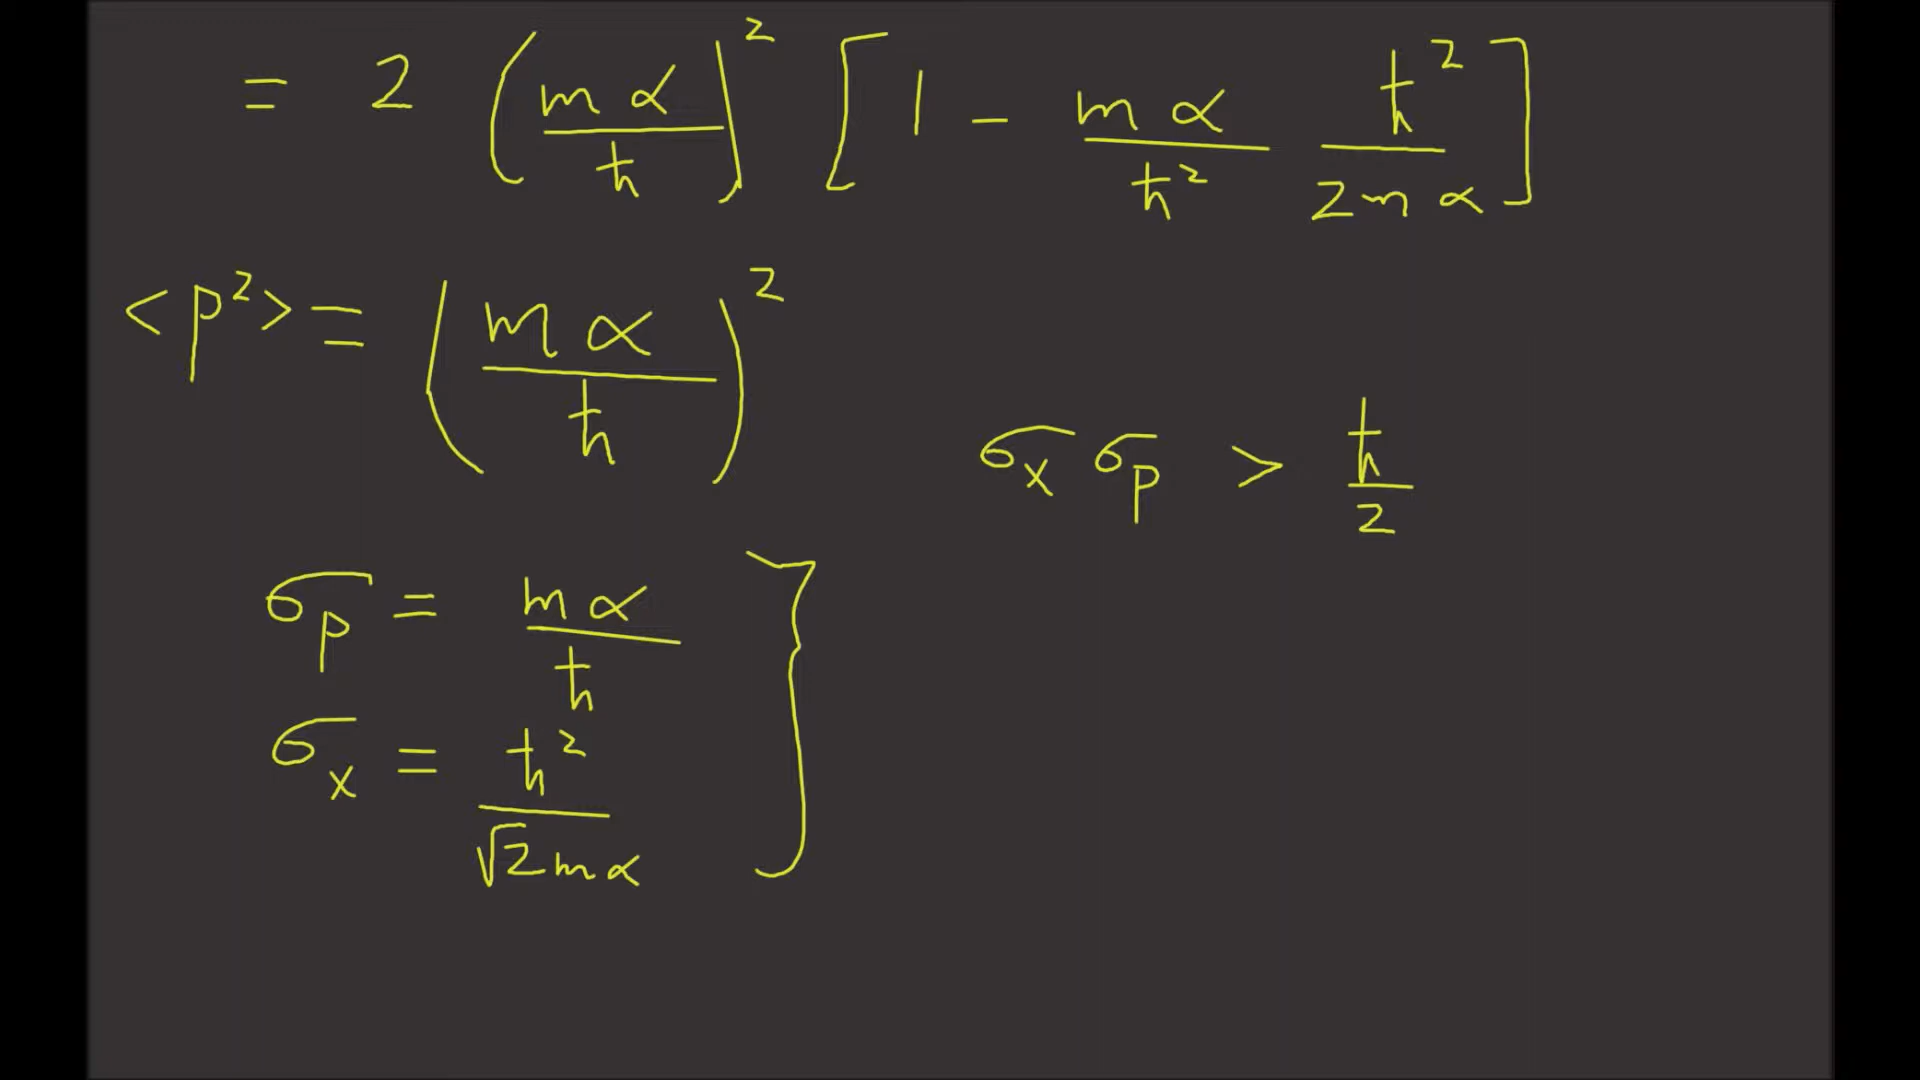 = 2 (mα/ħ)² [1 - mα/ħ² ħ²/2mα]
<p²> = (mα/ħ)²
σₓ σₚ > ħ/2
σₚ = mα/ħ
σₓ = ħ²/√2mα